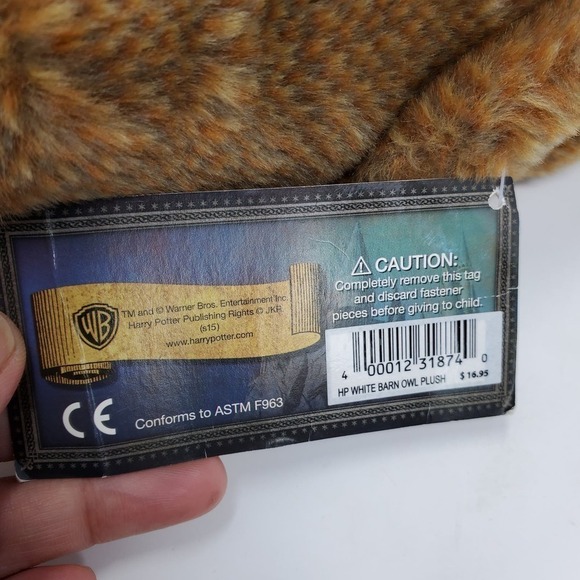 WB
TM and © Warner Bros. Entertainment Inc.
Harry Potter Publishing Rights © JKR.
(s15)
www.harrypotter.com
CE
Conforms to ASTM F963
⚠ CAUTION:
Completely remove this tag
and discard fastener
pieces before giving to child.
4 00012 31874 0
HP WHITE BARN OWL PLUSH $ 16.95